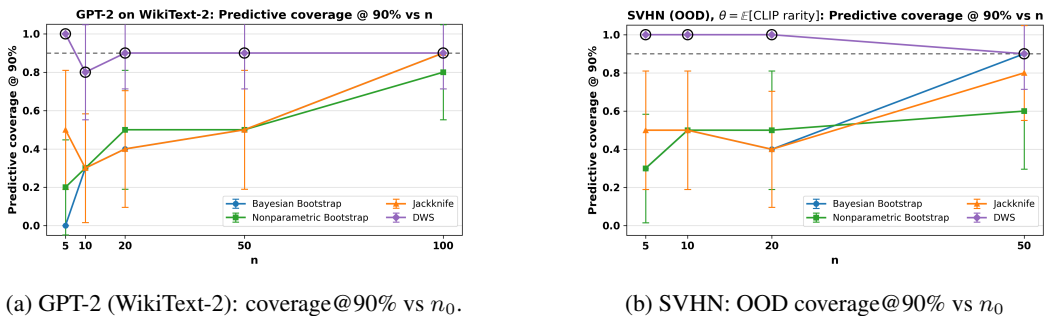 GPT-2 on WikiText-2: Predictive coverage @ 90% vs n
Predictive coverage @ 90%
1.0
0.8
0.6
0.4
0.2
0.0
5
10
20
50
100
n
Bayesian Bootstrap
Nonparametric Bootstrap
Jackknife
DWS
(a) GPT-2 (WikiText-2): coverage@90% vs n₀.
SVHN (OOD), θ = 𝔼[CLIP rarity]: Predictive coverage @ 90% vs n
Predictive coverage @ 90%
1.0
0.8
0.6
0.4
0.2
0.0
5
10
20
50
n
Bayesian Bootstrap
Nonparametric Bootstrap
Jackknife
DWS
(b) SVHN: OOD coverage@90% vs n₀